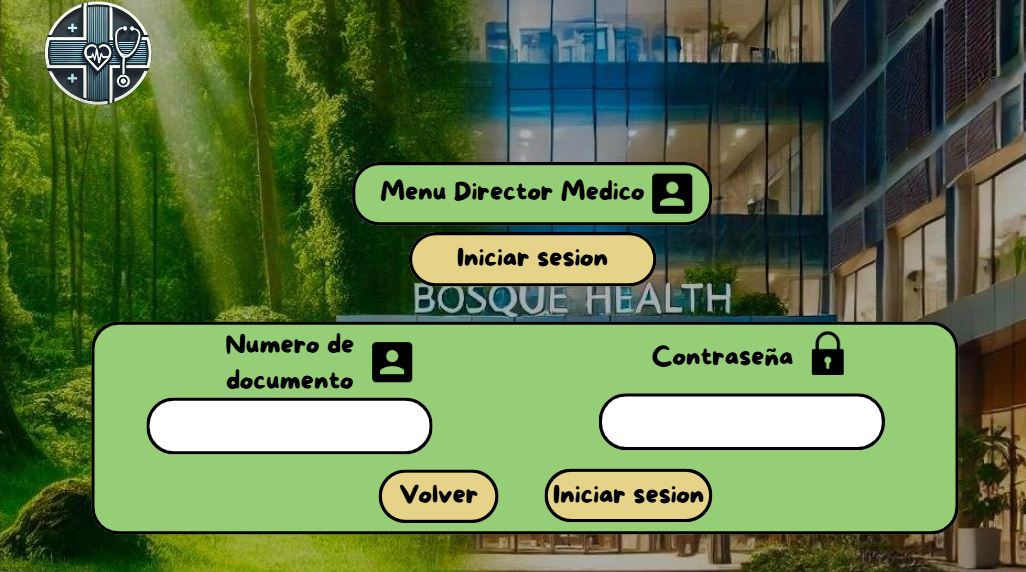 Menu Director Medico
Iniciar sesion
BOSQUE HEALTH
Numero de
documento
Contraseña
Volver
Iniciar sesion